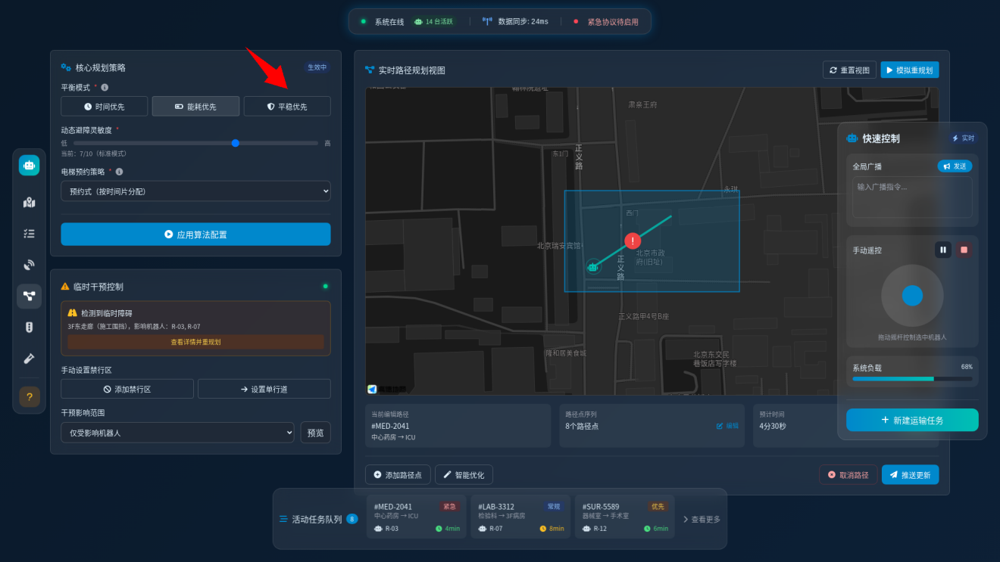 系统在线
14 台活跃
数据同步: 24ms
紧急协议待启用
核心规划策略
生效中
平衡模式 *
时间优先
能耗优先
平稳优先
动态避障灵敏度 *
低
高
当前: 7/10（标准模式）
电梯预约策略 *
预约式（按时间片分配）
应用算法配置
临时干预控制
检测到临时障碍
3F东走廊（施工围挡），影响机器人：R-03, R-07
查看详情并重规划
手动设置禁行区
添加禁行区
设置单行道
干预影响范围
仅受影响机器人
预览
?
实时路径规划视图
重置视图
模拟重规划
翰林院遗址
肃亲王府
东1门
正义路
永琪
西门
!
北京瑞安宾馆
北京市政府(旧址)
正义路
正义路甲4号B座
隆和居美食城
北京东交民巷饭店写字楼
当前编辑路径
#MED-2041
中心药房 → ICU
路径点序列
8个路径点
编辑
预计时间
4分30秒
添加路径点
智能优化
取消路径
推送更新
快速控制
实时
全局广播
发送
输入广播指令...
手动遥控
拖动摇杆控制选中机器人
系统负载
68%
新建运输任务
活动任务队列
8
#MED-2041
紧急
中心药房 → ICU
R-03
4min
#LAB-3312
常规
检验科 → 3F病房
R-07
8min
#SUR-5589
优先
器械室 → 手术室
R-12
6min
查看更多